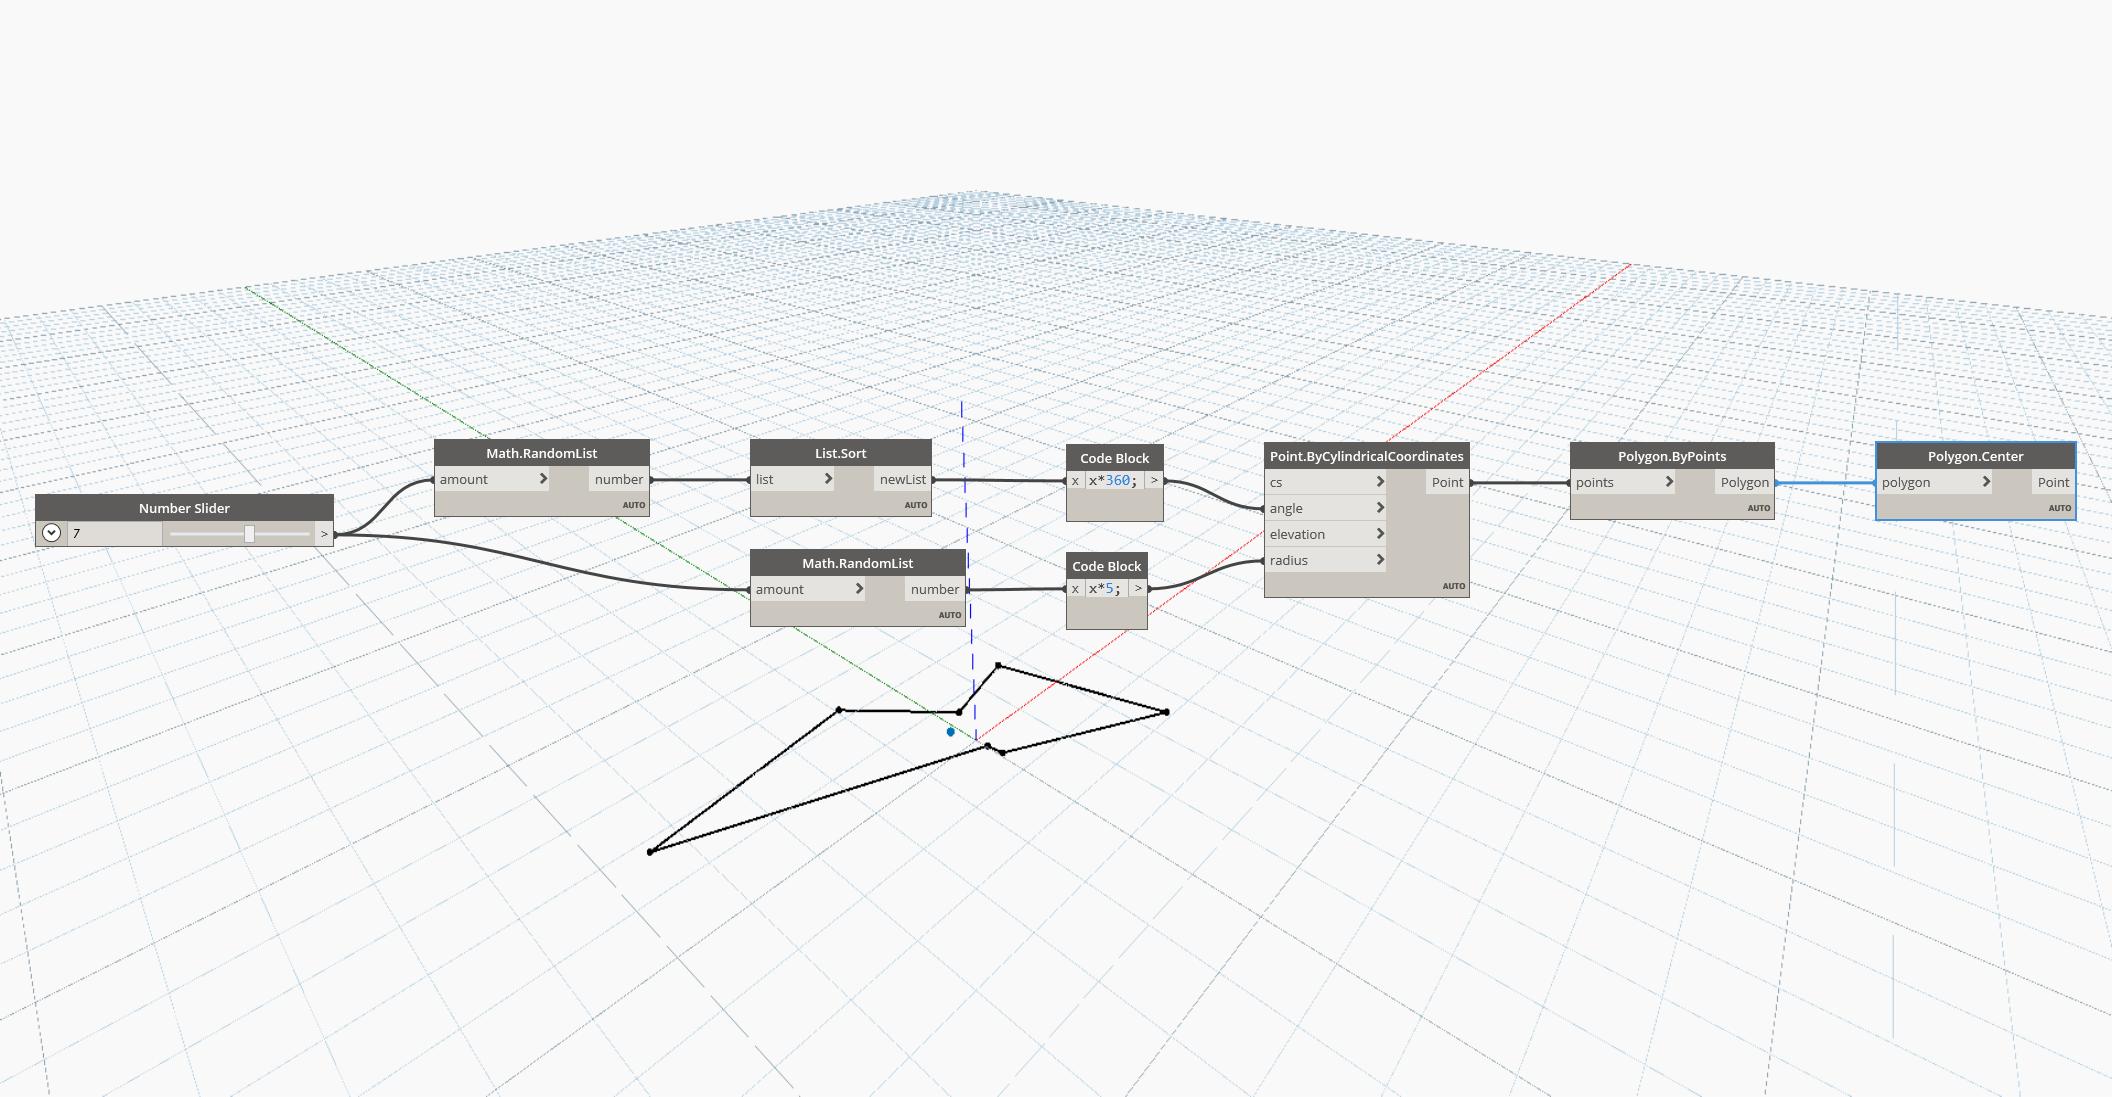 Number Slider
7 >
Math.RandomList
amount > number
AUTO
List.Sort
list > newList
AUTO
Math.RandomList
amount > number
AUTO
Code Block
x x*360; >
Code Block
x x*5; >
Point.ByCylindricalCoordinates
cs > Point
angle >
elevation >
radius >
AUTO
Polygon.ByPoints
points > Polygon
AUTO
Polygon.Center
polygon > Point
AUTO